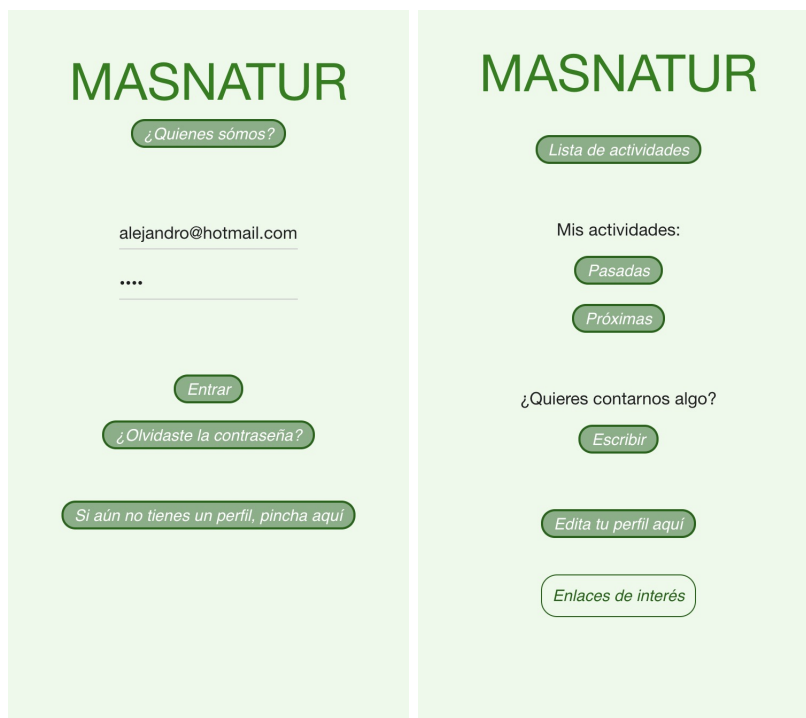 MASNATUR
¿Quienes sómos?
alejandro@hotmail.com
••••
Entrar
¿Olvidaste la contraseña?
Si aún no tienes un perfil, pincha aquí
MASNATUR
Lista de actividades
Mis actividades:
Pasadas
Próximas
¿Quieres contarnos algo?
Escribir
Edita tu perfil aquí
Enlaces de interés